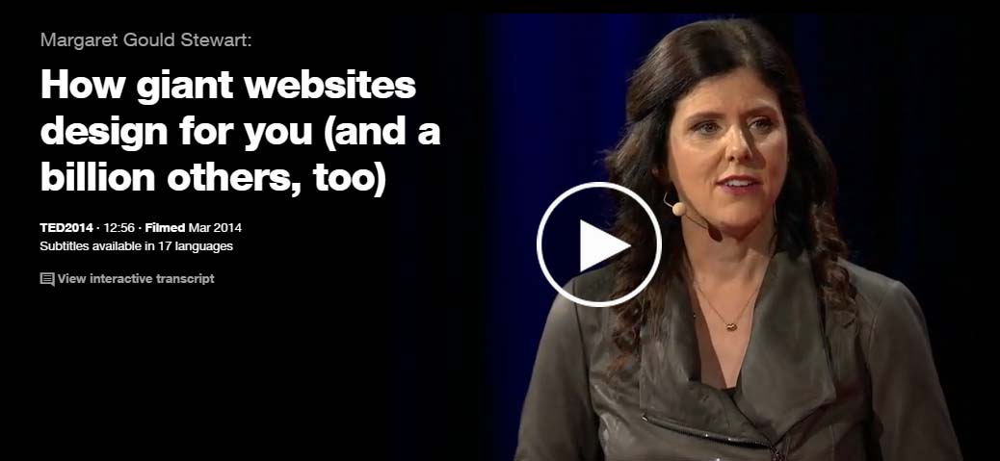 Margaret Gould Stewart:
How giant websites
design for you (and a
billion others, too)
TED2014 · 12:56 · Filmed Mar 2014
Subtitles available in 17 languages
View interactive transcript